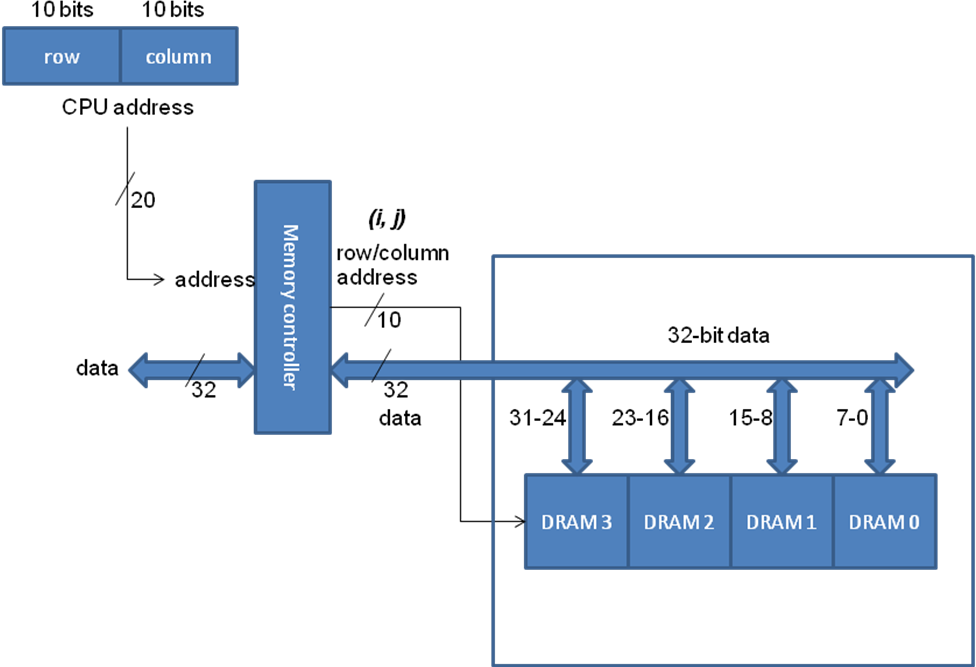 10 bits 10 bits
row column
CPU address
20
address
Memory controller
(i, j)
row/column
address
10
data
32
32
data
32-bit data
31-24 23-16 15-8 7-0
DRAM 3 DRAM 2 DRAM 1 DRAM 0